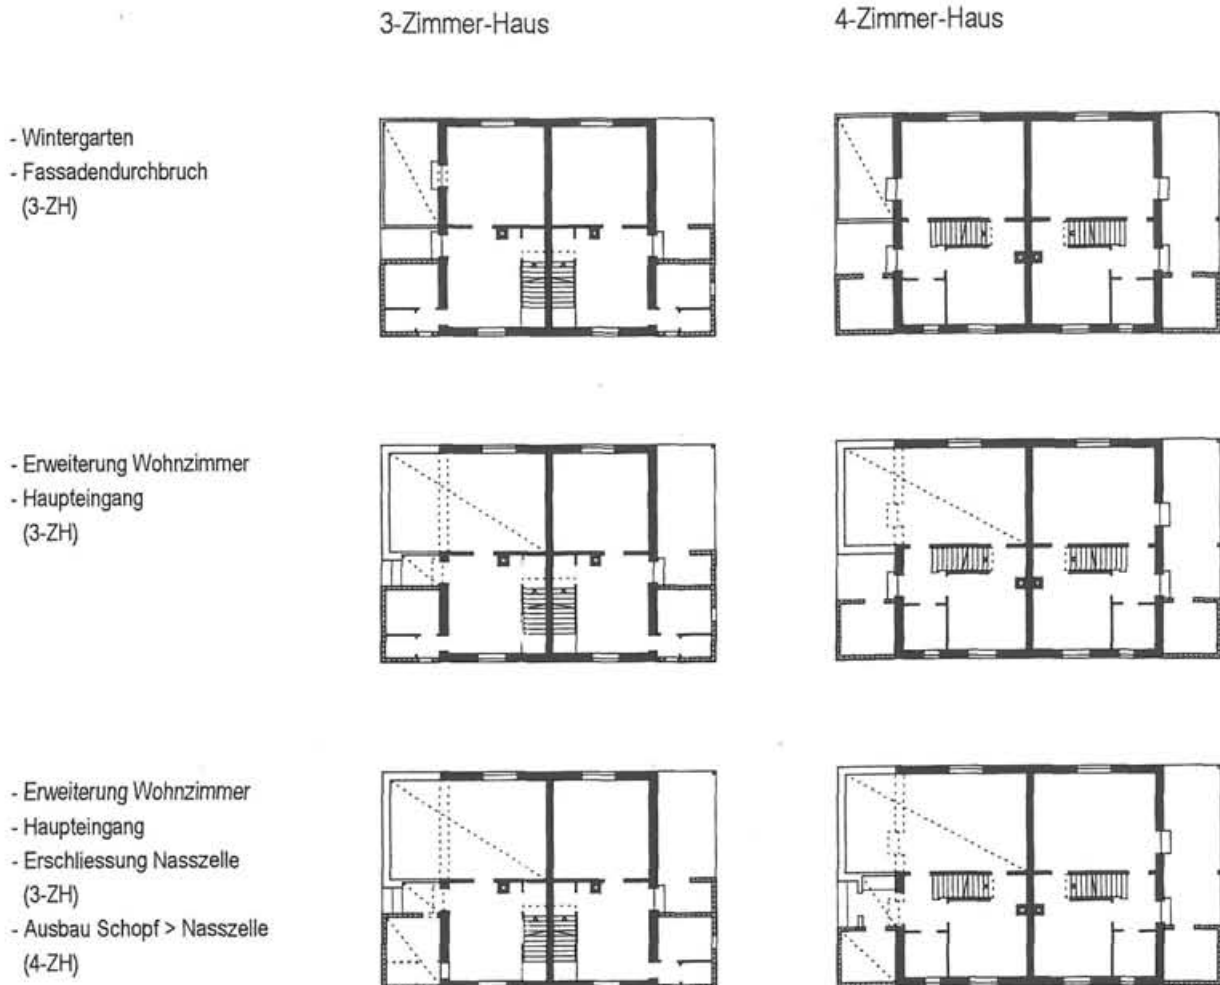 3-Zimmer-Haus
4-Zimmer-Haus
- Wintergarten
- Fassadendurchbruch
(3-ZH)
- Erweiterung Wohnzimmer
- Haupteingang
(3-ZH)
- Erweiterung Wohnzimmer
- Haupteingang
- Erschliessung Nasszelle
(3-ZH)
- Ausbau Schopf > Nasszelle
(4-ZH)